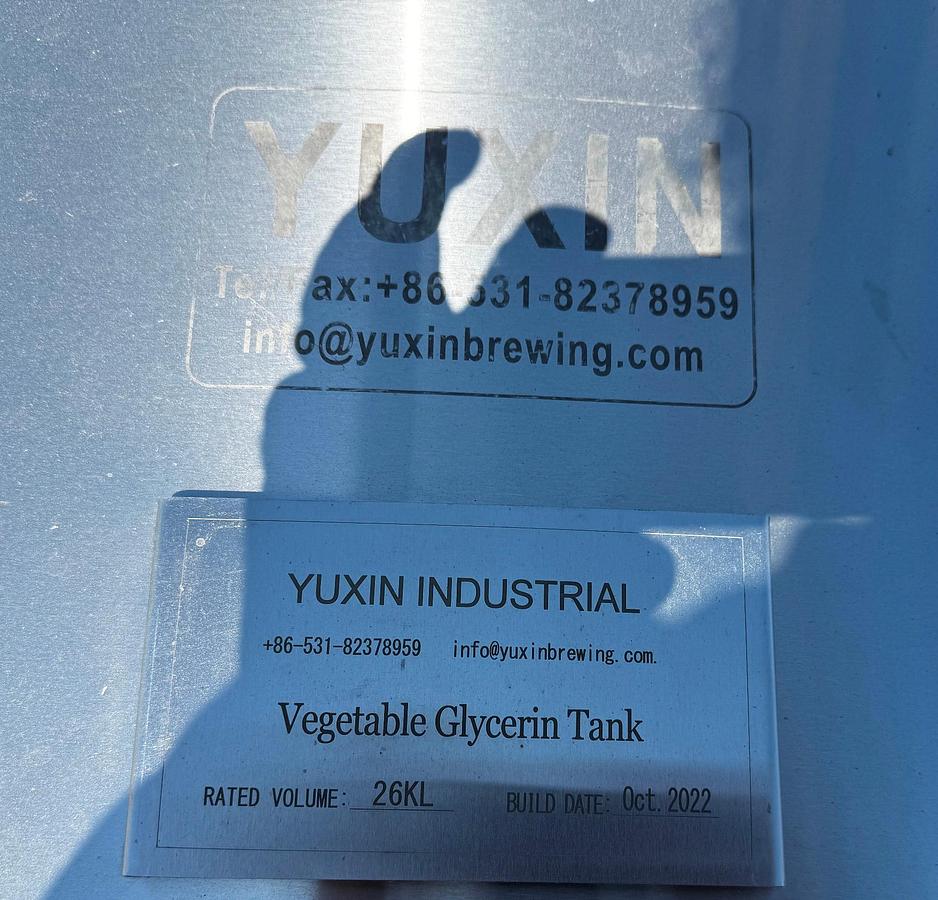 YUXIN
Tel/Fax:+86-531-82378959
info@yuxinbrewing.com
YUXIN INDUSTRIAL
+86-531-82378959 info@yuxinbrewing.com.
Vegetable Glycerin Tank
RATED VOLUME: 26KL BUILD DATE: Oct.2022